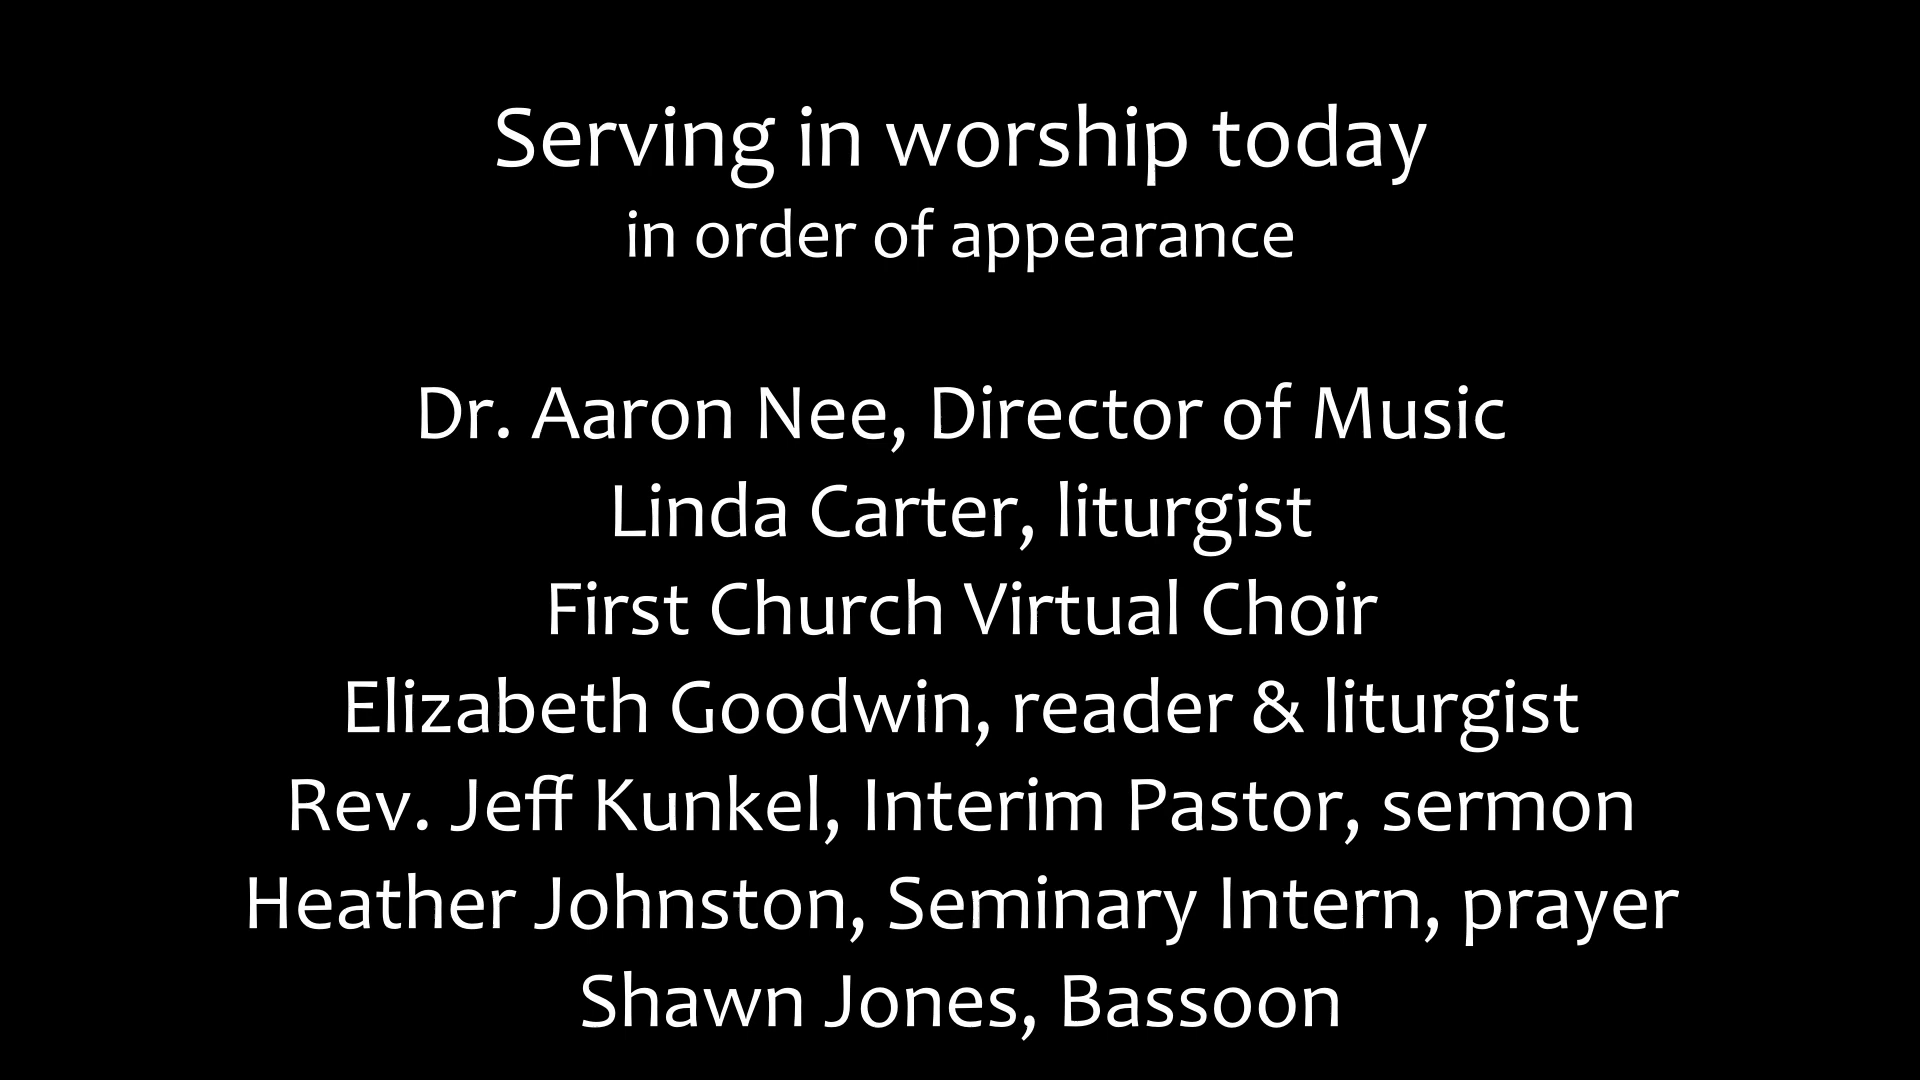 Serving in worship today
in order of appearance
Dr. Aaron Nee, Director of Music
Linda Carter, liturgist
First Church Virtual Choir
Elizabeth Goodwin, reader & liturgist
Rev. Jeff Kunkel, Interim Pastor, sermon
Heather Johnston, Seminary Intern, prayer
Shawn Jones, Bassoon